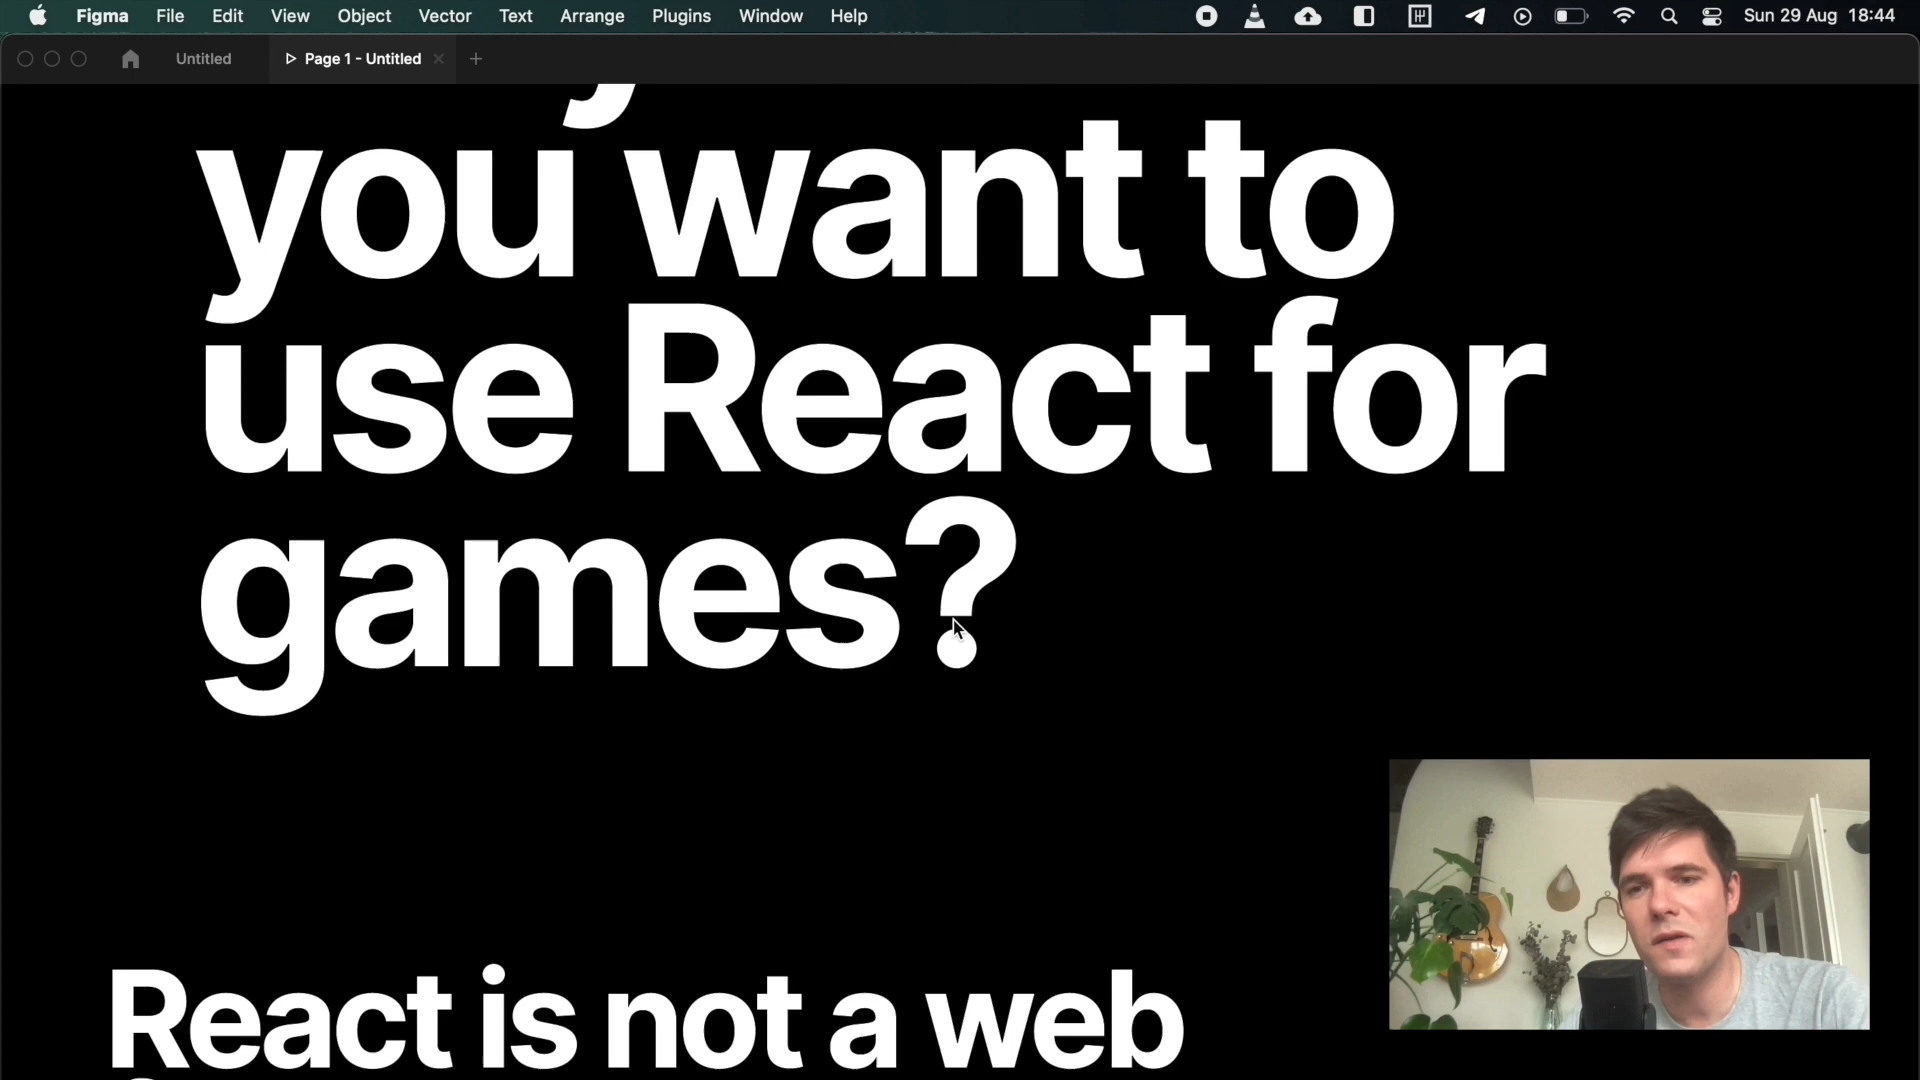 Figma File Edit View Object Vector Text Arrange Plugins Window Help Sun 29 Aug 18:44
Untitled Page 1 - Untitled
you want to
use React for
games?
React is not a web